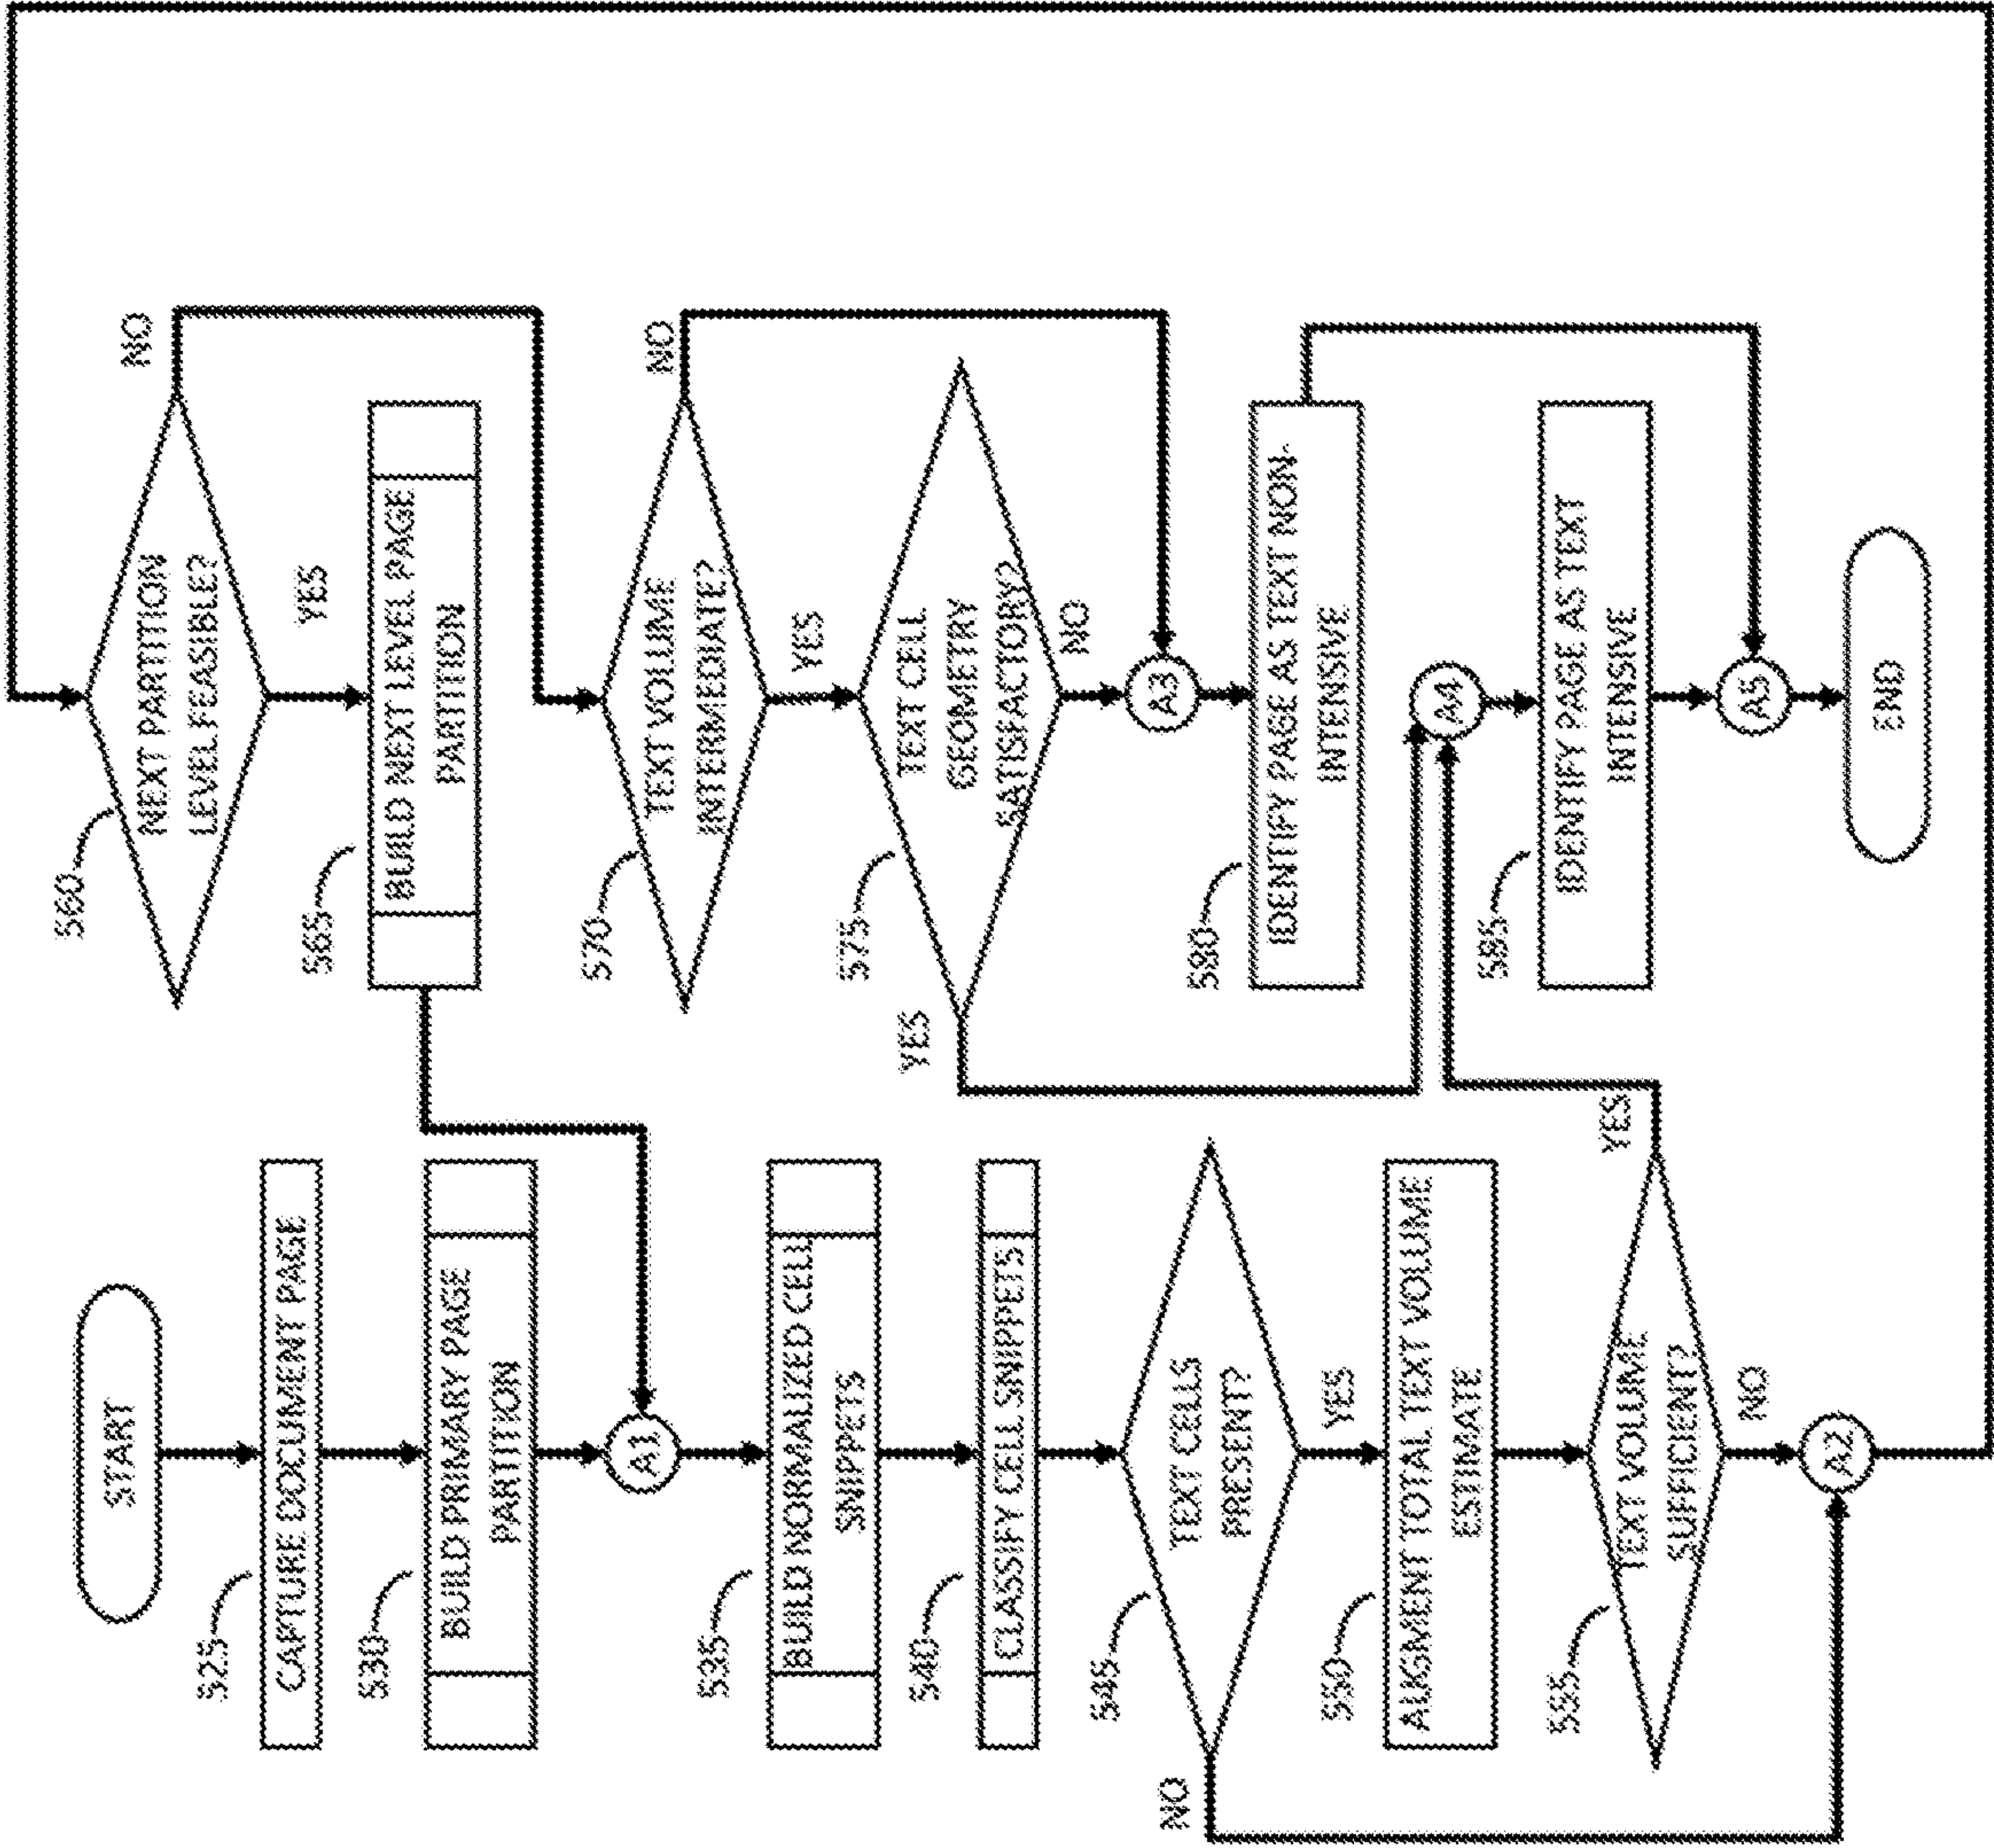 START
525
CAPTURE DOCUMENT PAGE
530
BUILD PRIMARY PAGE
PARTITION
A1
535
BUILD NORMALIZED CELL
SNIPPETS
540
CLASSIFY CELL SNIPPETS
545
TEXT CELLS
PRESENT?
NO
YES
550
AUGMENT TOTAL TEXT VOLUME
ESTIMATE
555
TEXT VOLUME
SUFFICIENT?
YES
NO
A2
560
NEXT PARTITION
LEVEL FEASIBLE?
NO
YES
565
BUILD NEXT LEVEL PAGE
PARTITION
570
TEXT VOLUME
INTERMEDIATE?
NO
YES
575
TEXT CELL
GEOMETRY
SATISFACTORY?
YES
NO
A3
580
IDENTIFY PAGE AS TEXT NON-
INTENSIVE
A4
585
IDENTIFY PAGE AS TEXT
INTENSIVE
A5
END